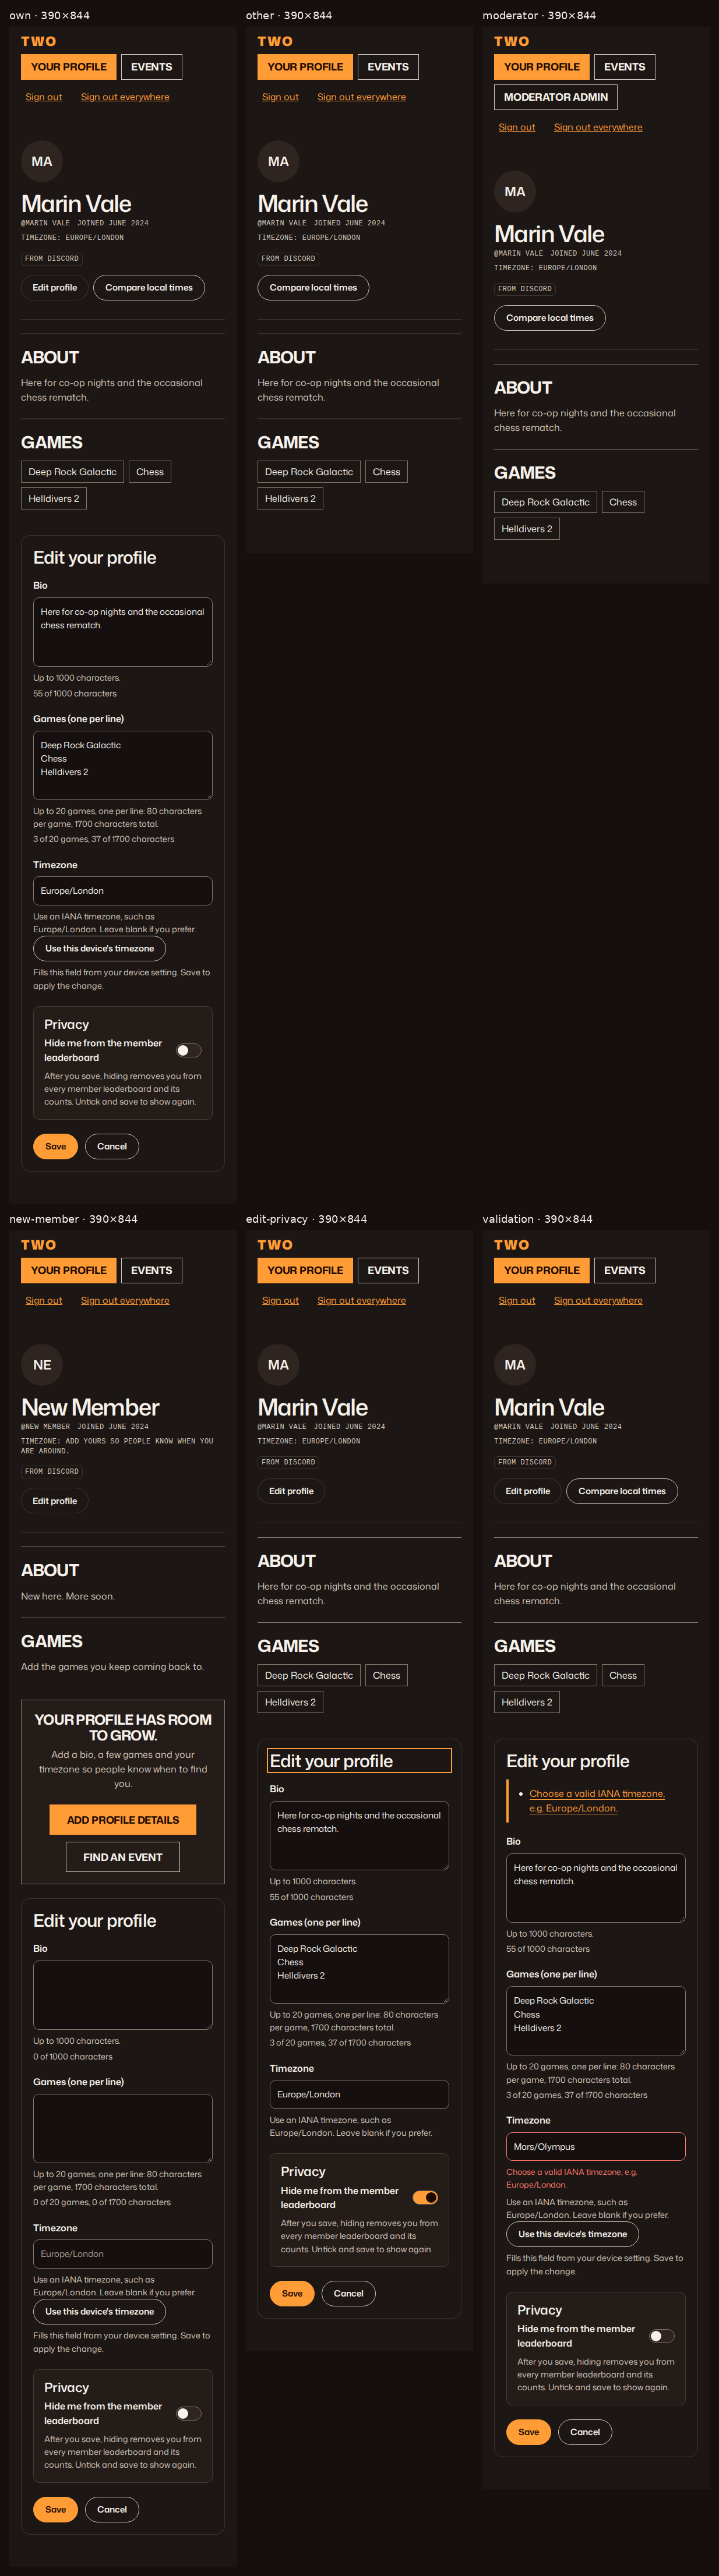 own · 390×844
TWO
YOUR PROFILE EVENTS
Sign out Sign out everywhere
MA
Marin Vale
@MARIN VALE JOINED JUNE 2024
TIMEZONE: EUROPE/LONDON
FROM DISCORD
Edit profile Compare local times
ABOUT
Here for co-op nights and the occasional
chess rematch.
GAMES
Deep Rock Galactic Chess
Helldivers 2
Edit your profile
Bio
Here for co-op nights and the occasional
chess rematch.
Up to 1000 characters.
55 of 1000 characters
Games (one per line)
Deep Rock Galactic
Chess
Helldivers 2
Up to 20 games, one per line: 80 characters
per game, 1700 characters total.
3 of 20 games, 37 of 1700 characters
Timezone
Europe/London
Use an IANA timezone, such as
Europe/London. Leave blank if you prefer.
Use this device's timezone
Fills this field from your device setting. Save to
apply the change.
Privacy
Hide me from the member
leaderboard
After you save, hiding removes you from
every member leaderboard and its
counts. Untick and save to show again.
Save Cancel
other · 390×844
TWO
YOUR PROFILE EVENTS
Sign out Sign out everywhere
MA
Marin Vale
@MARIN VALE JOINED JUNE 2024
TIMEZONE: EUROPE/LONDON
FROM DISCORD
Compare local times
ABOUT
Here for co-op nights and the occasional
chess rematch.
GAMES
Deep Rock Galactic Chess
Helldivers 2
moderator · 390×844
TWO
YOUR PROFILE EVENTS
MODERATOR ADMIN
Sign out Sign out everywhere
MA
Marin Vale
@MARIN VALE JOINED JUNE 2024
TIMEZONE: EUROPE/LONDON
FROM DISCORD
Compare local times
ABOUT
Here for co-op nights and the occasional
chess rematch.
GAMES
Deep Rock Galactic Chess
Helldivers 2
new-member · 390×844
TWO
YOUR PROFILE EVENTS
Sign out Sign out everywhere
NE
New Member
@NEW MEMBER JOINED JUNE 2024
TIMEZONE: ADD YOURS SO PEOPLE KNOW WHEN YOU
ARE AROUND.
FROM DISCORD
Edit profile
ABOUT
New here. More soon.
GAMES
Add the games you keep coming back to.
YOUR PROFILE HAS ROOM
TO GROW.
Add a bio, a few games and your
timezone so people know when to find
you.
ADD PROFILE DETAILS
FIND AN EVENT
Edit your profile
Bio
Up to 1000 characters.
0 of 1000 characters
Games (one per line)
Up to 20 games, one per line: 80 characters
per game, 1700 characters total.
0 of 20 games, 0 of 1700 characters
Timezone
Europe/London
Use an IANA timezone, such as
Europe/London. Leave blank if you prefer.
Use this device's timezone
Fills this field from your device setting. Save to
apply the change.
Privacy
Hide me from the member
leaderboard
After you save, hiding removes you from
every member leaderboard and its
counts. Untick and save to show again.
Save Cancel
edit-privacy · 390×844
TWO
YOUR PROFILE EVENTS
Sign out Sign out everywhere
MA
Marin Vale
@MARIN VALE JOINED JUNE 2024
TIMEZONE: EUROPE/LONDON
FROM DISCORD
Edit profile
ABOUT
Here for co-op nights and the occasional
chess rematch.
GAMES
Deep Rock Galactic Chess
Helldivers 2
Edit your profile
Bio
Here for co-op nights and the occasional
chess rematch.
Up to 1000 characters.
55 of 1000 characters
Games (one per line)
Deep Rock Galactic
Chess
Helldivers 2
Up to 20 games, one per line: 80 characters
per game, 1700 characters total.
3 of 20 games, 37 of 1700 characters
Timezone
Europe/London
Use an IANA timezone, such as
Europe/London. Leave blank if you prefer.
Privacy
Hide me from the member
leaderboard
After you save, hiding removes you from
every member leaderboard and its
counts. Untick and save to show again.
Save Cancel
validation · 390×844
TWO
YOUR PROFILE EVENTS
Sign out Sign out everywhere
MA
Marin Vale
@MARIN VALE JOINED JUNE 2024
TIMEZONE: EUROPE/LONDON
FROM DISCORD
Edit profile Compare local times
ABOUT
Here for co-op nights and the occasional
chess rematch.
GAMES
Deep Rock Galactic Chess
Helldivers 2
Edit your profile
Choose a valid IANA timezone,
e.g. Europe/London.
Bio
Here for co-op nights and the occasional
chess rematch.
Up to 1000 characters.
55 of 1000 characters
Games (one per line)
Deep Rock Galactic
Chess
Helldivers 2
Up to 20 games, one per line: 80 characters
per game, 1700 characters total.
3 of 20 games, 37 of 1700 characters
Timezone
Mars/Olympus
Choose a valid IANA timezone, e.g.
Europe/London.
Use an IANA timezone, such as
Europe/London. Leave blank if you prefer.
Use this device's timezone
Fills this field from your device setting. Save to
apply the change.
Privacy
Hide me from the member
leaderboard
After you save, hiding removes you from
every member leaderboard and its
counts. Untick and save to show again.
Save Cancel